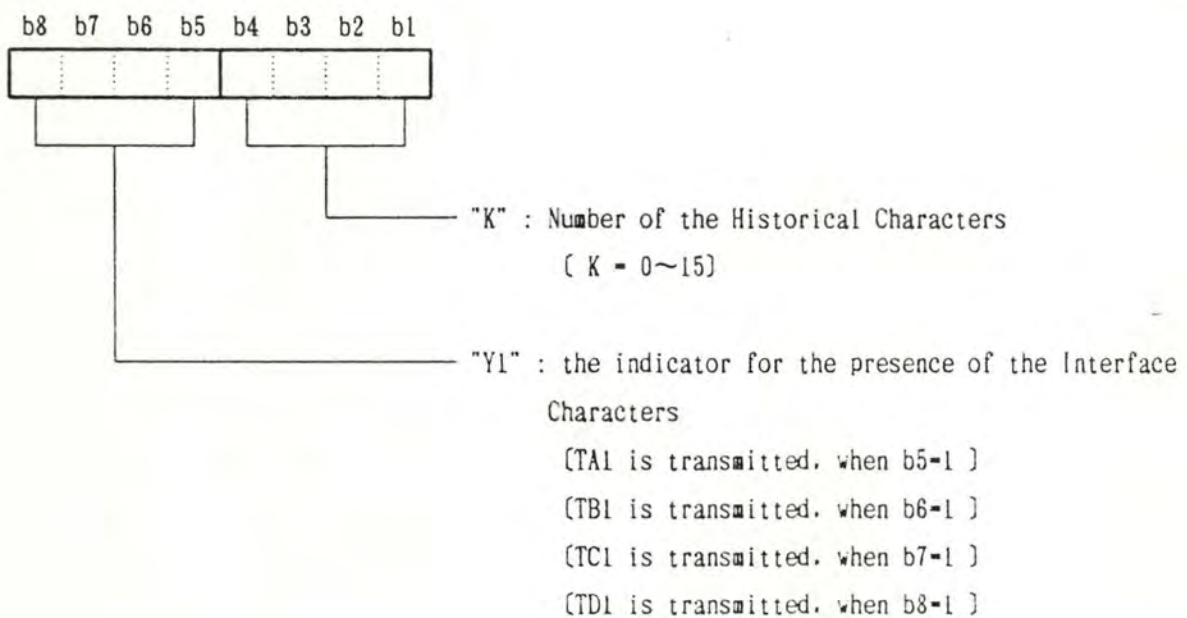 b8 b7 b6 b5 b4 b3 b2 b1
"K" : Number of the Historical Characters
[ K = 0~15]
"Y1" : the indicator for the presence of the Interface
Characters
[TA1 is transmitted, when b5=1 ]
[TB1 is transmitted, when b6=1 ]
[TC1 is transmitted, when b7=1 ]
[TD1 is transmitted, when b8=1 ]